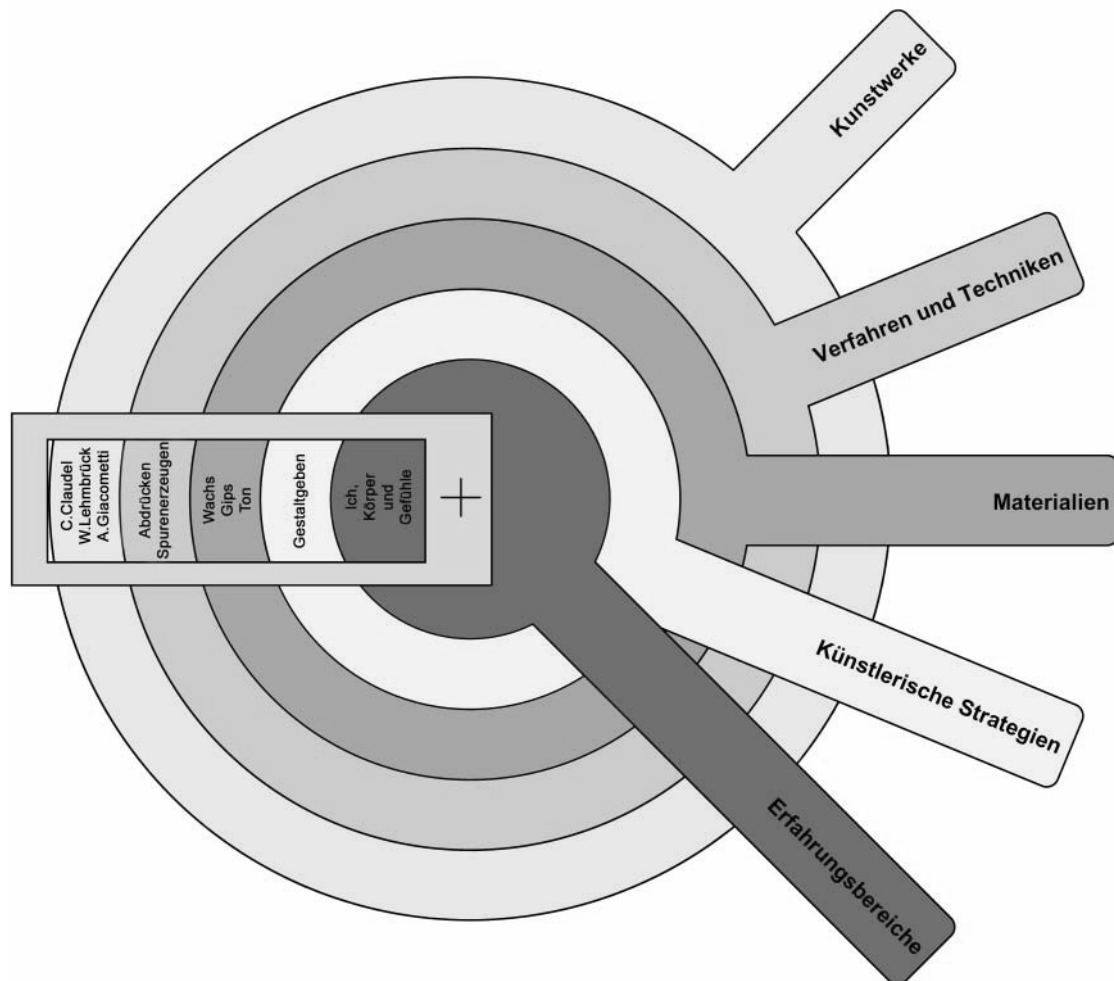 Kunstwerke
Verfahren und Techniken
Materialien
Künstlerische Strategien
Erfahrungsbereiche
C.Claudel
W.Lehmbrück
A.Giacometti
Abdrücken
Spurenerzeugen
Wachs
Gips
Ton
Gestaltgeben
Ich,
Körper
und
Gefühle